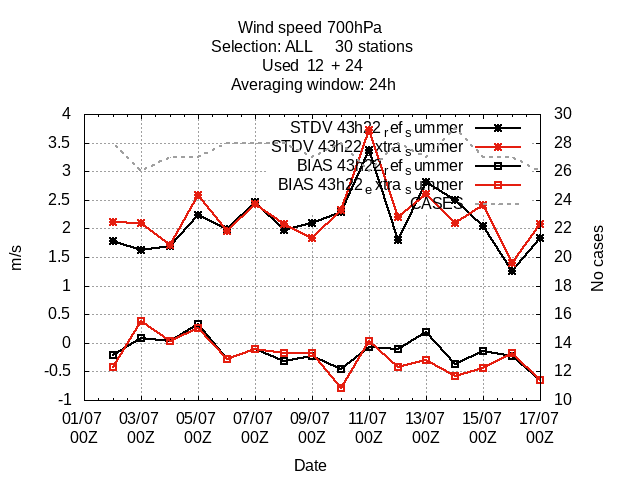 Wind speed 700hPa
Selection: ALL 30 stations
Used 12 + 24
Averaging window: 24h
4 30
STDV 43h22_ref_summer
3.5 28
STDV 43h22_extra_summer
BIAS 43h22_ref_summer
3 26
BIAS 43h22_extra_summer
2.5 24
CASES
2 22
1.5 20
m/s No cases
1 18
0.5 16
0 14
-0.5 12
-1 10
01/07 03/07 05/07 07/07 09/07 11/07 13/07 15/07 17/07
00Z 00Z 00Z 00Z 00Z 00Z 00Z 00Z 00Z
Date